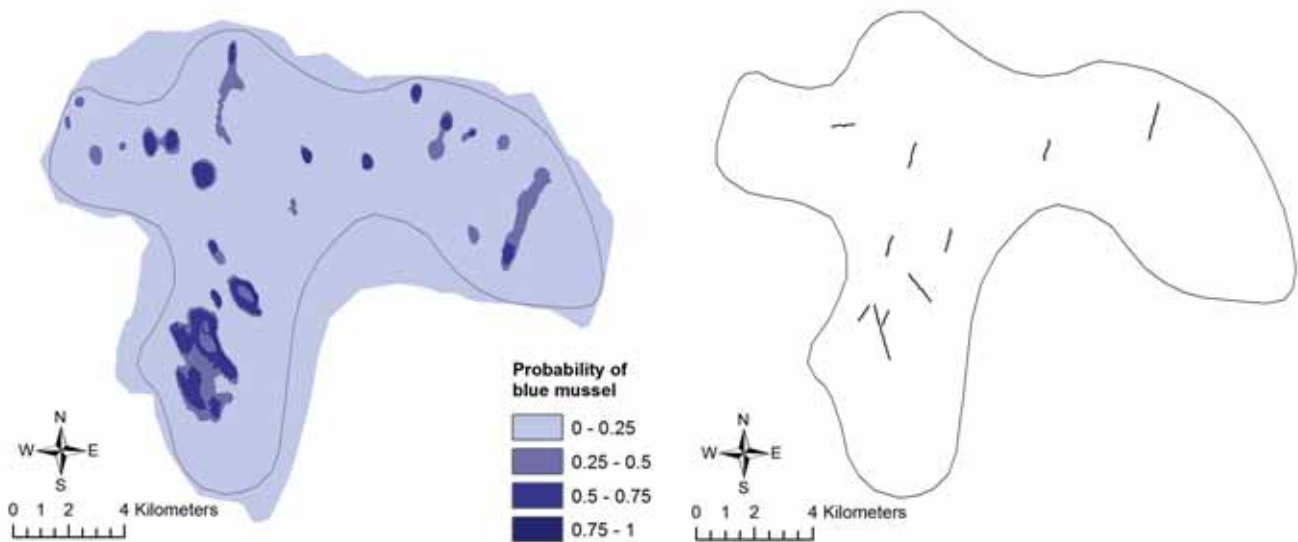 Probability of
blue mussel
0 - 0.25
0.25 - 0.5
0.5 - 0.75
0.75 - 1
N
W E
S
0 1 2 4 Kilometers
N
W E
S
0 1 2 4 Kilometers